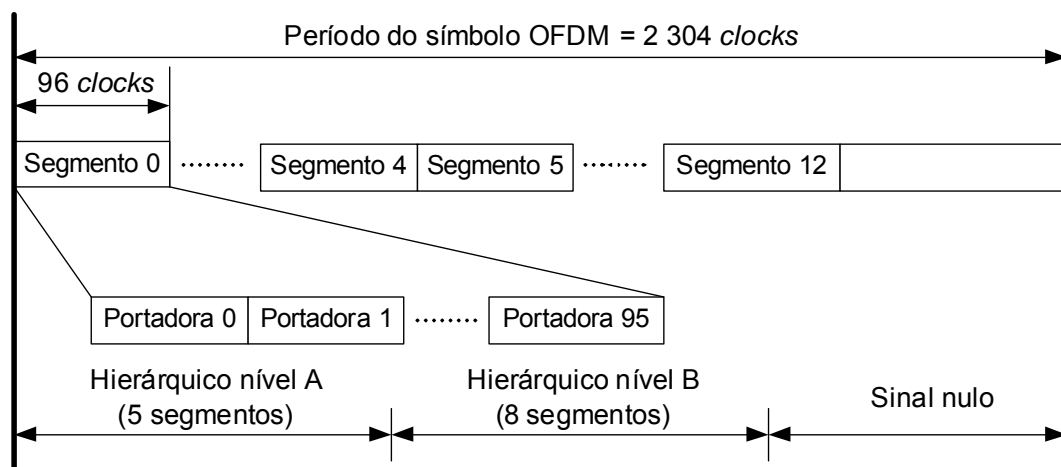 Período do símbolo OFDM = 2 304 clocks
96 clocks
Segmento 0 ........ Segmento 4 Segmento 5 ........ Segmento 12
Portadora 0 Portadora 1 ........ Portadora 95
Hierárquico nível A
(5 segmentos)
Hierárquico nível B
(8 segmentos)
Sinal nulo